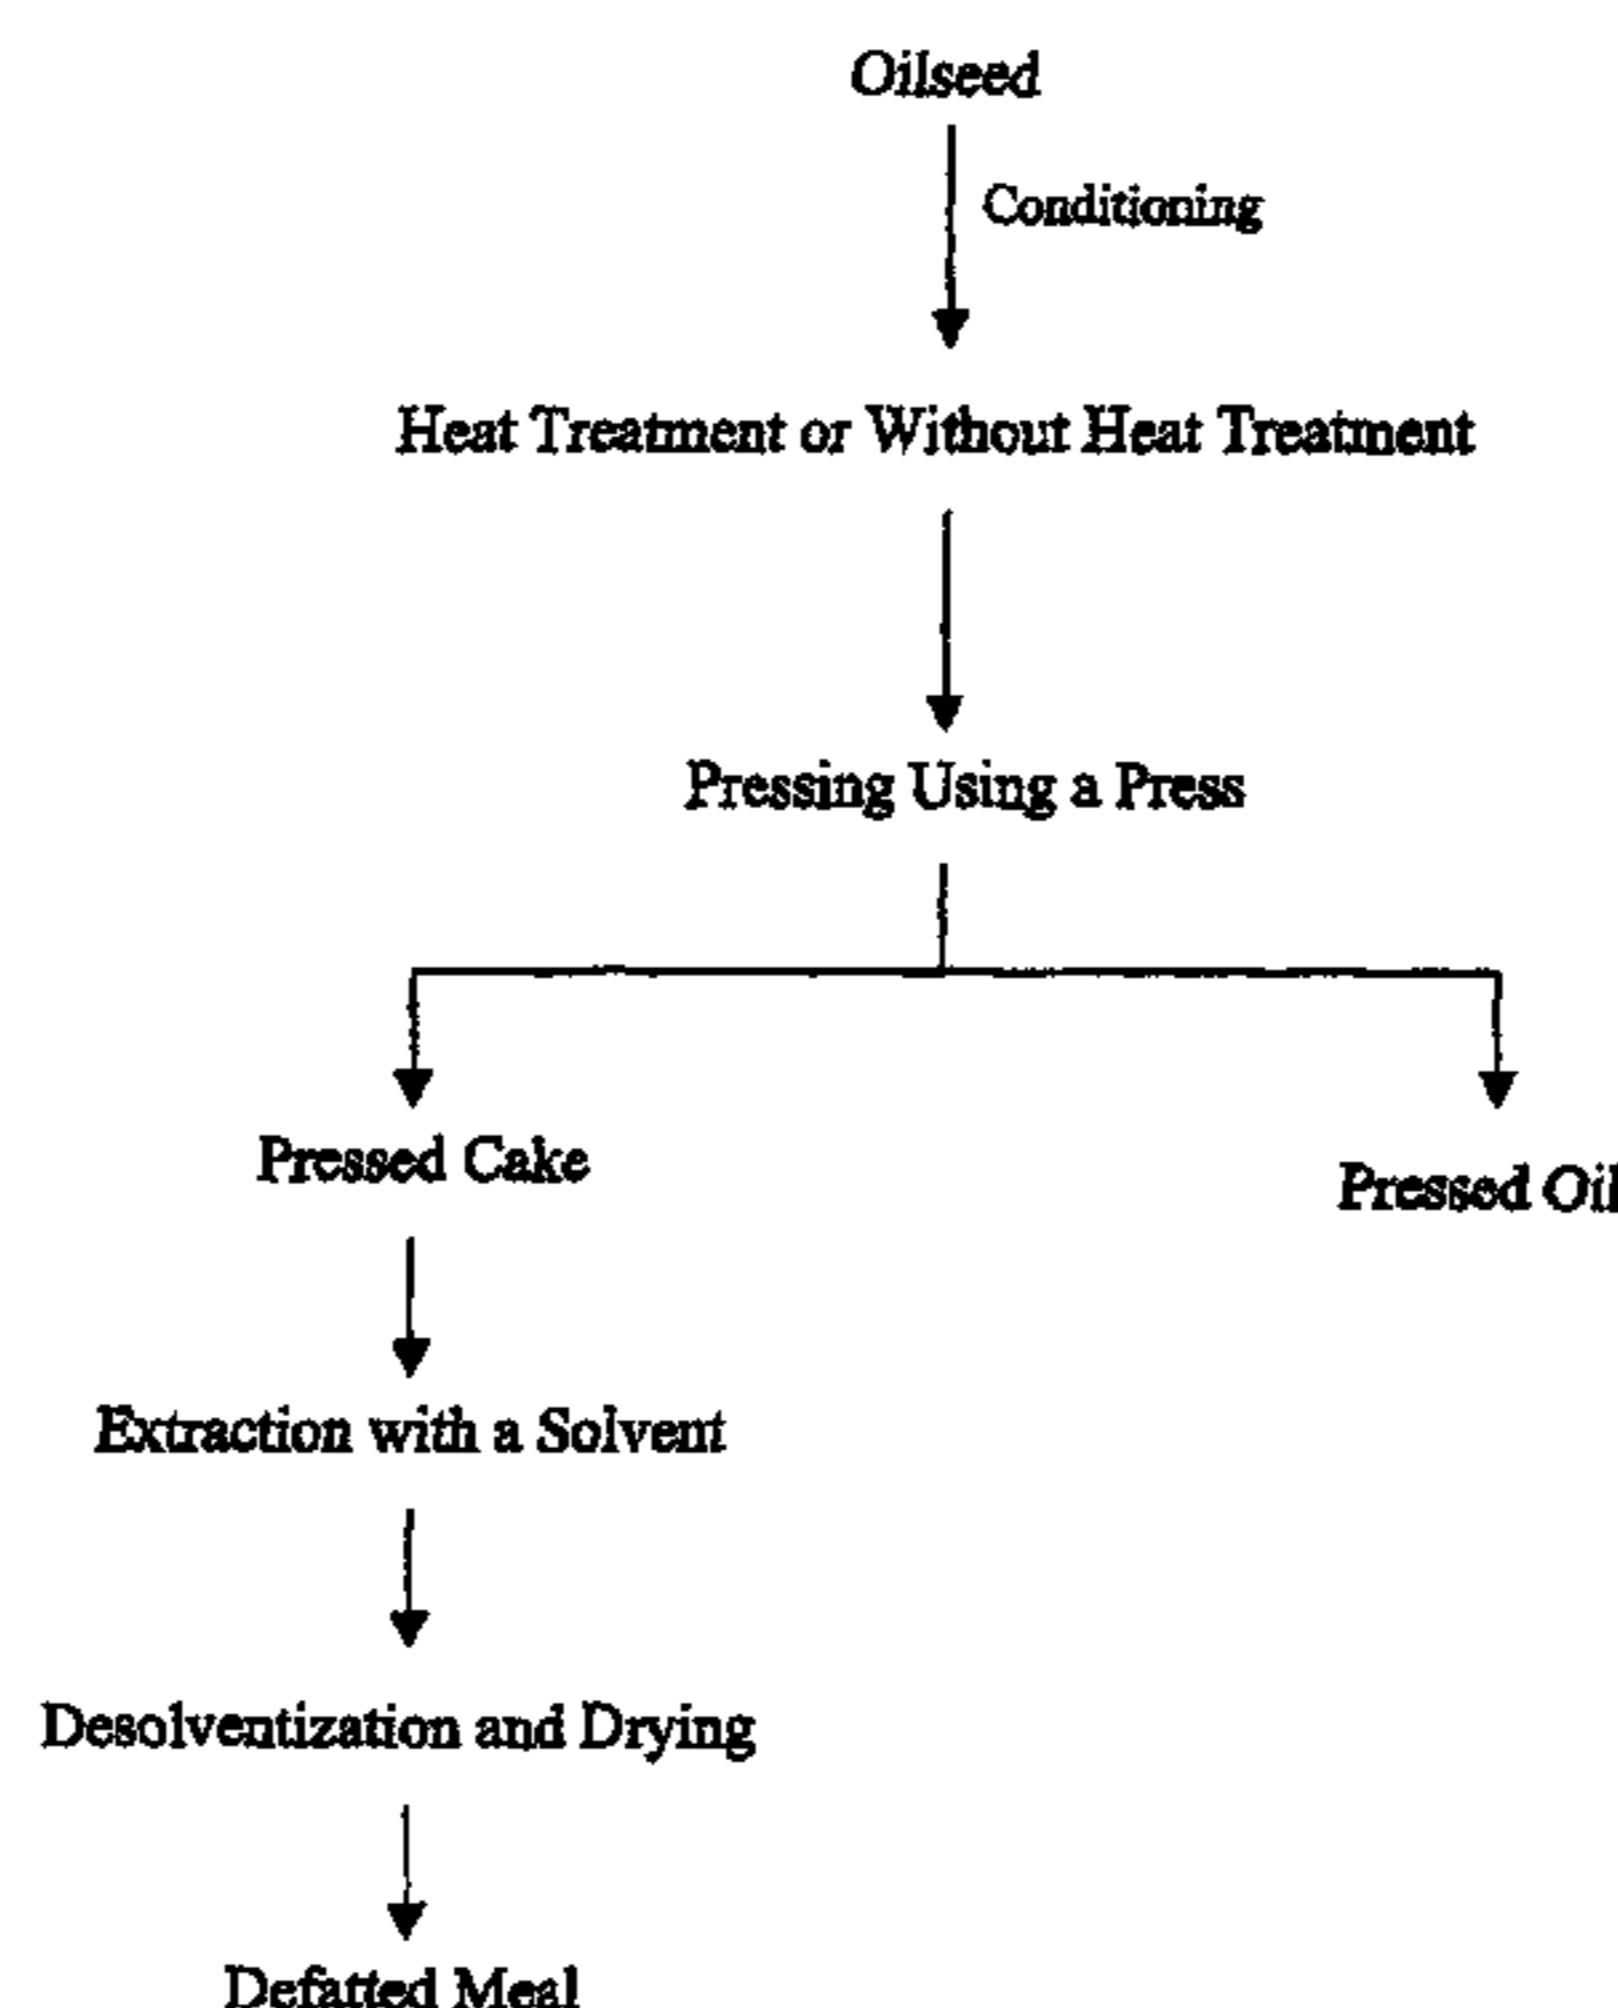 Oilseed
Conditioning
Heat Treatment or Without Heat Treatment
Pressing Using a Press
Pressed Cake
Pressed Oil
Extraction with a Solvent
Desolventization and Drying
Defatted Meal